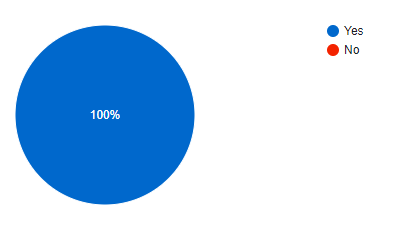 Yes
No
100%